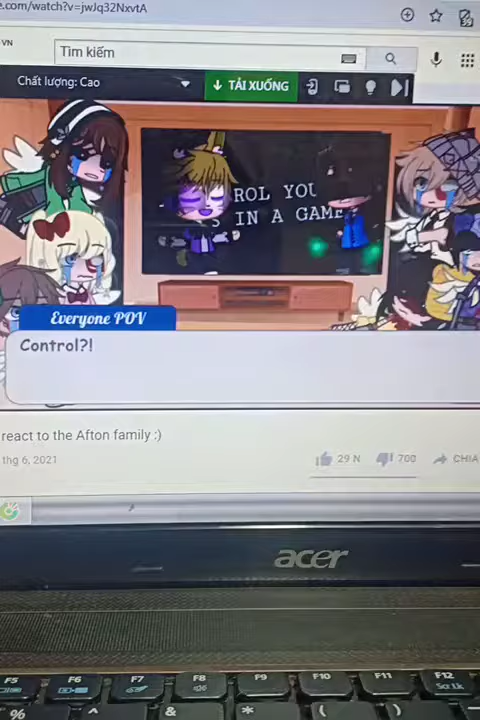 e.com/watch?v=jwJq32NxvtA
VN
Tìm kiếm
Chất lượng: Cao
TẢI XUỐNG
ROL YOU
IN A GAME
Everyone POV
Control?!
react to the Afton family :)
thg 6, 2021
29 N
700
CHIA
acer
F5
F6
F7
F8
F9
F10
F11
F12
Scr Lk
%
^
&
*
(
)